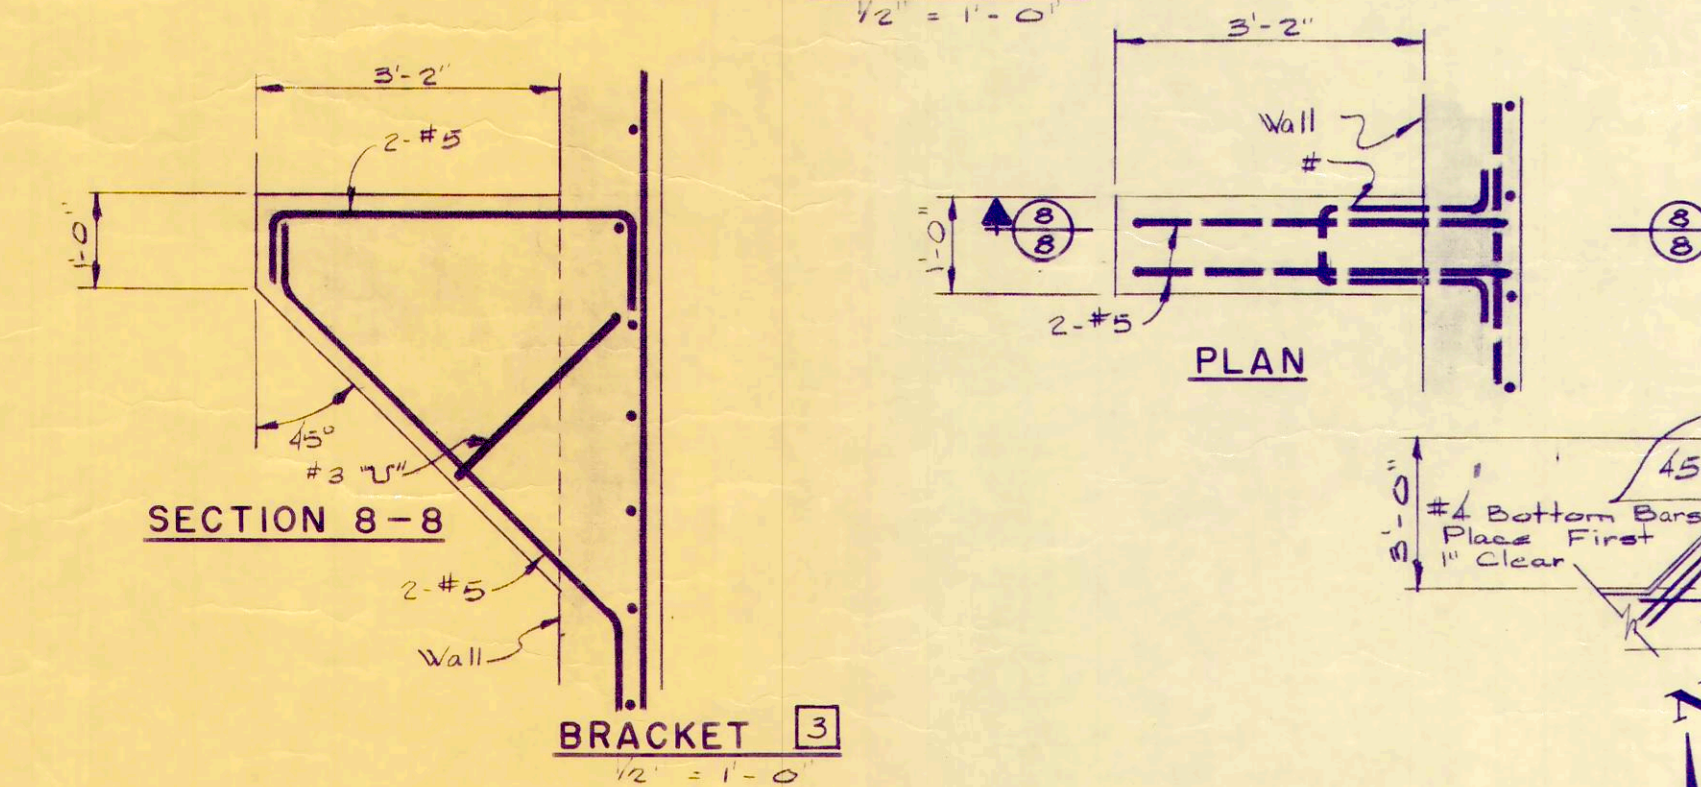 1/2" = 1'-0"
3'-2"
2-#5
1'-0"
45°
#3 "U"
SECTION 8-8
2-#5
Wall
BRACKET 3
1/2" = 1'-0"
3'-2"
Wall
#
1'-0"
8
8
8
8
2-#5
PLAN
3'-0"
45
#4 Bottom Bars
Place First
1" Clear
N